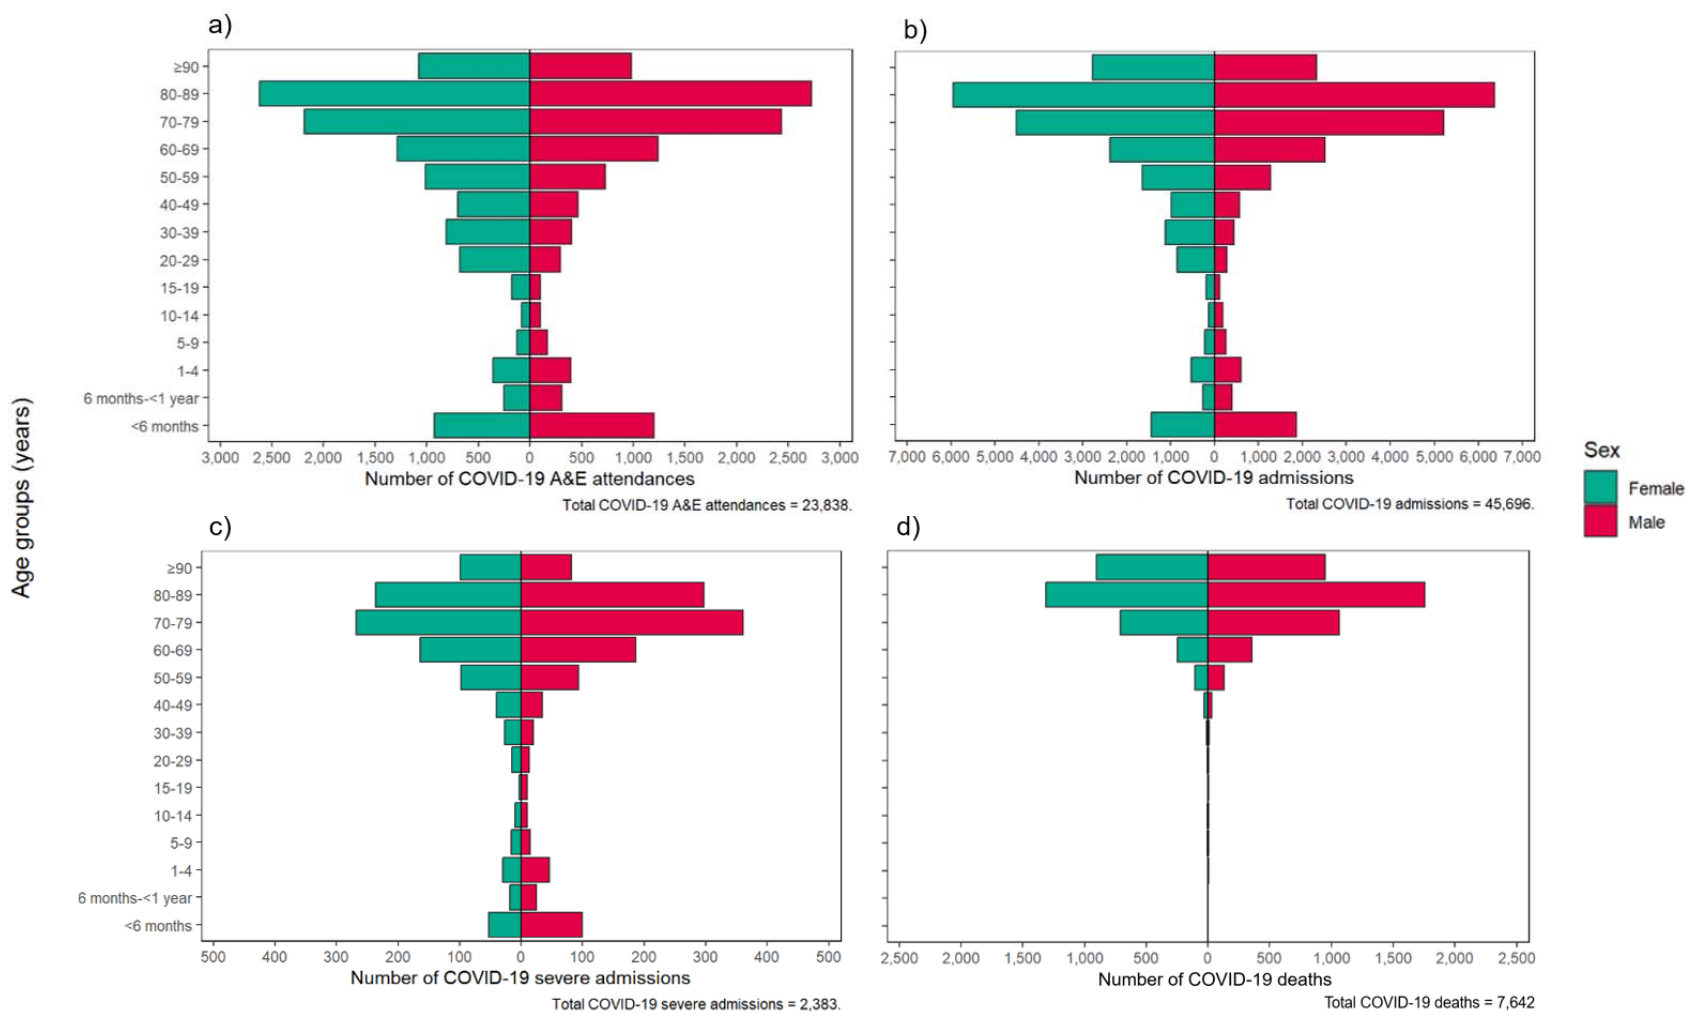 a)
b)
≥90
80-89
70-79
60-69
50-59
40-49
30-39
20-29
15-19
10-14
5-9
1-4
6 months-<1 year
<6 months
3,000 2,500 2,000 1,500 1,000 500 0 500 1,000 1,500 2,000 2,500 3,000
Number of COVID-19 A&E attendances
Total COVID-19 A&E attendances = 23,838.
7,000 6,000 5,000 4,000 3,000 2,000 1,000 0 1,000 2,000 3,000 4,000 5,000 6,000 7,000
Number of COVID-19 admissions
Total COVID-19 admissions = 45,696.
Age groups (years)
Sex
Female
Male
c)
d)
≥90
80-89
70-79
60-69
50-59
40-49
30-39
20-29
15-19
10-14
5-9
1-4
6 months-<1 year
<6 months
500 400 300 200 100 0 100 200 300 400 500
Number of COVID-19 severe admissions
Total COVID-19 severe admissions = 2,383.
2,500 2,000 1,500 1,000 500 0 500 1,000 1,500 2,000 2,500
Number of COVID-19 deaths
Total COVID-19 deaths = 7,642